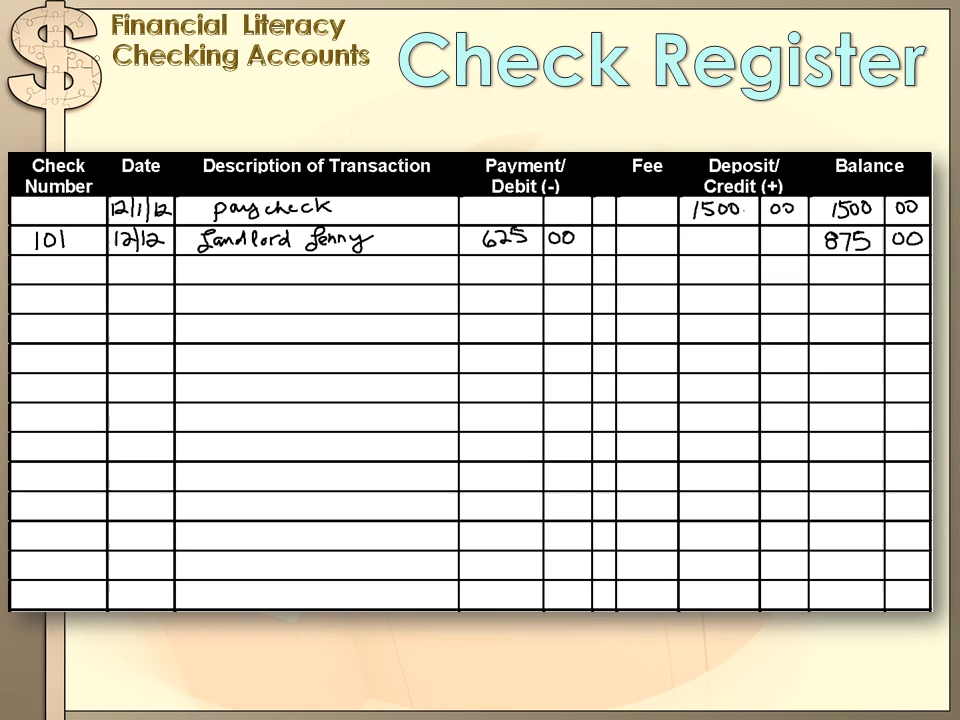 Financial Literacy
Checking Accounts
Check Register
Check Number Date Description of Transaction Payment/ Debit (-) Fee Deposit/ Credit (+) Balance
12/1/12 paycheck 1500. 00 1500 00
101 12/12 Landlord Lenny 625 00 875 00